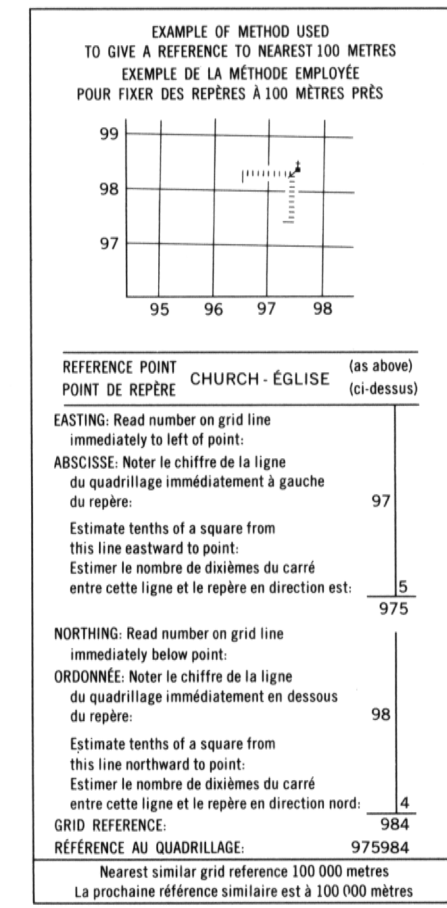 EXAMPLE OF METHOD USED
TO GIVE A REFERENCE TO NEAREST 100 METRES
EXEMPLE DE LA MÉTHODE EMPLOYÉE
POUR FIXER DES REPÈRES À 100 MÈTRES PRÈS
99
98
97
95 96 97 98
REFERENCE POINT
POINT DE REPÈRE
CHURCH - ÉGLISE
(as above)
(ci-dessus)
EASTING: Read number on grid line
immediately to left of point:
ABSCISSE: Noter le chiffre de la ligne
du quadrillage immédiatement à gauche
du repère: 97
Estimate tenths of a square from
this line eastward to point:
Estimer le nombre de dixièmes du carré
entre cette ligne et le repère en direction est: 5
975
NORTHING: Read number on grid line
immediately below point:
ORDONNÉE: Noter le chiffre de la ligne
du quadrillage immédiatement en dessous
du repère: 98
Estimate tenths of a square from
this line northward to point:
Estimer le nombre de dixièmes du carré
entre cette ligne et le repère en direction nord: 4
GRID REFERENCE: 984
RÉFÉRENCE AU QUADRILLAGE: 975984
Nearest similar grid reference 100 000 metres
La prochaine référence similaire est à 100 000 mètres